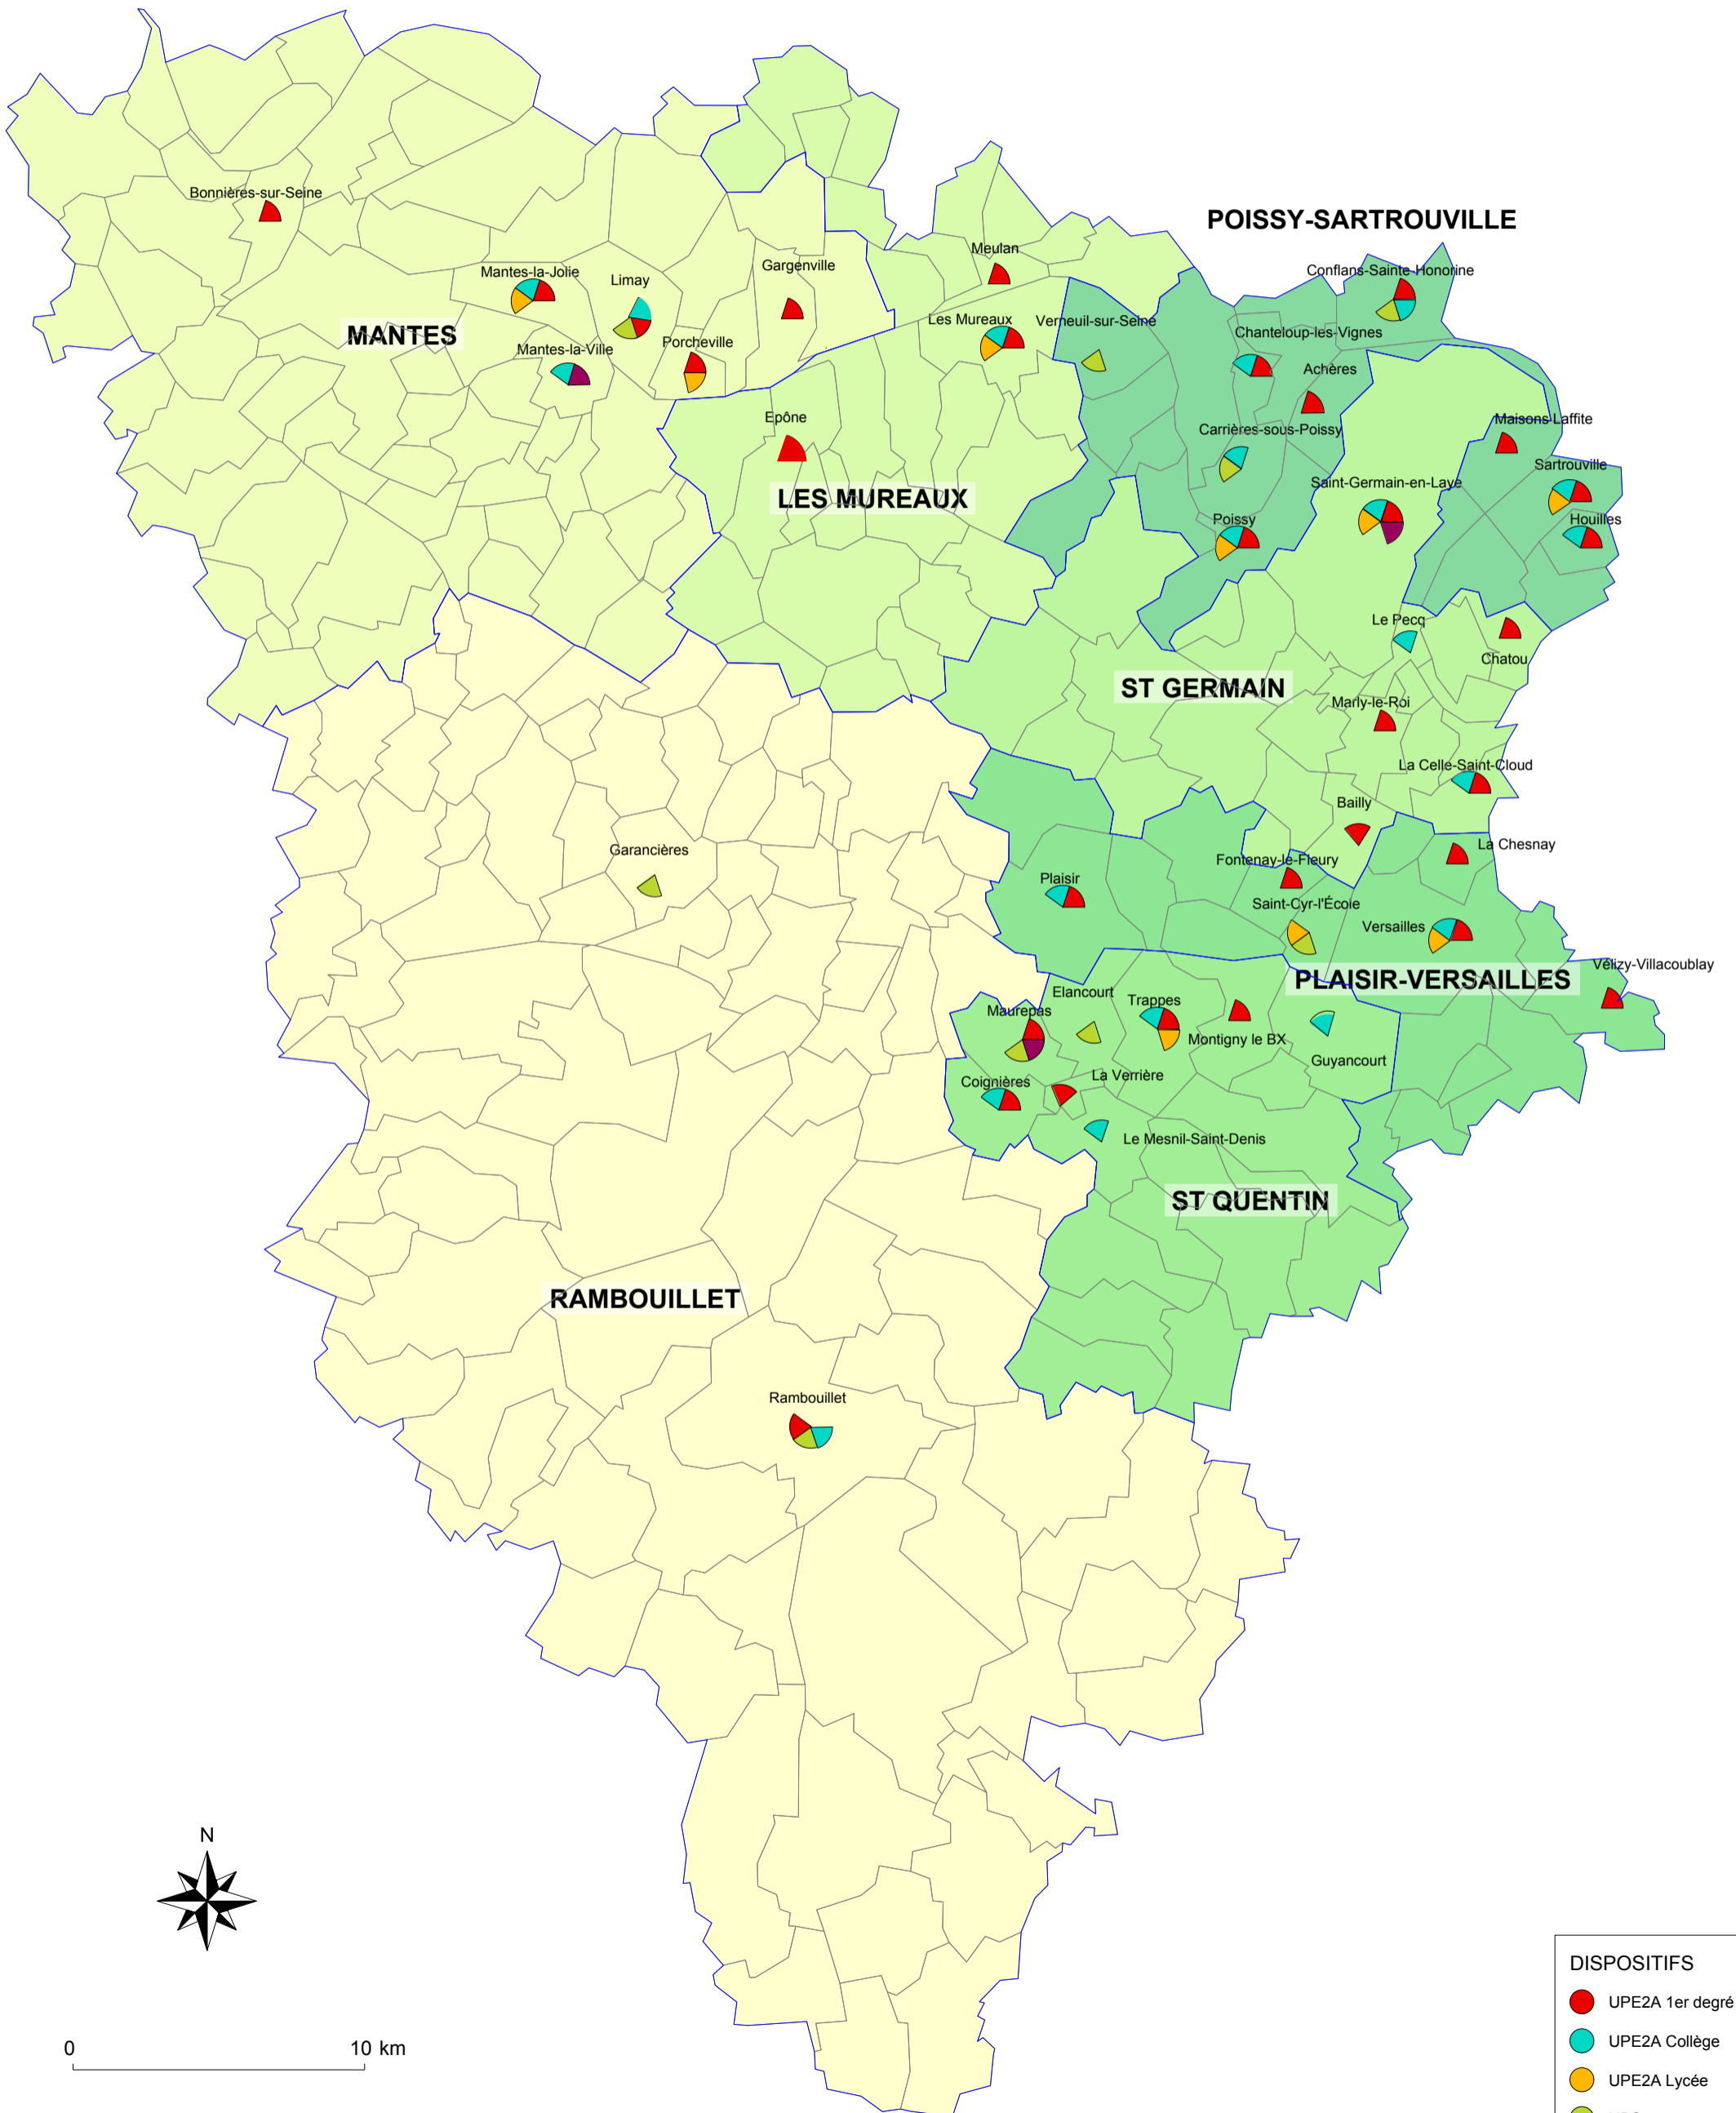 Bonnières-sur-Seine
POISSY-SARTROUVILLE
Meulan
Gargenville
Conflans-Sainte-Honorine
Mantes-la-Jolie
Limay
MANTES
Les Mureaux
Verneuil-sur-Seine
Chanteloup-les-Vignes
Porcheville
Mantes-la-Ville
Achères
Epône
Maisons Laffite
Carrières-sous-Poissy
Sartrouville
LES MUREAUX
Saint-Germain-en-Laye
Poissy
Houilles
Le Pecq
Chatou
ST GERMAIN
Marly-le-Roi
La Celle-Saint-Cloud
Bailly
La Chesnay
Garancières
Fontenay-le-Fleury
Plaisir
Saint-Cyr-l'École
Versailles
Vélizy-Villacoublay
PLAISIR-VERSAILLES
Elancourt
Trappes
Maurepas
Montigny le BX
Guyancourt
La Verrière
Coignières
Le Mesnil-Saint-Denis
ST QUENTIN
RAMBOUILLET
Rambouillet
N
0 10 km
DISPOSITIFS
UPE2A 1er degré
UPE2A Collège
UPE2A Lycée